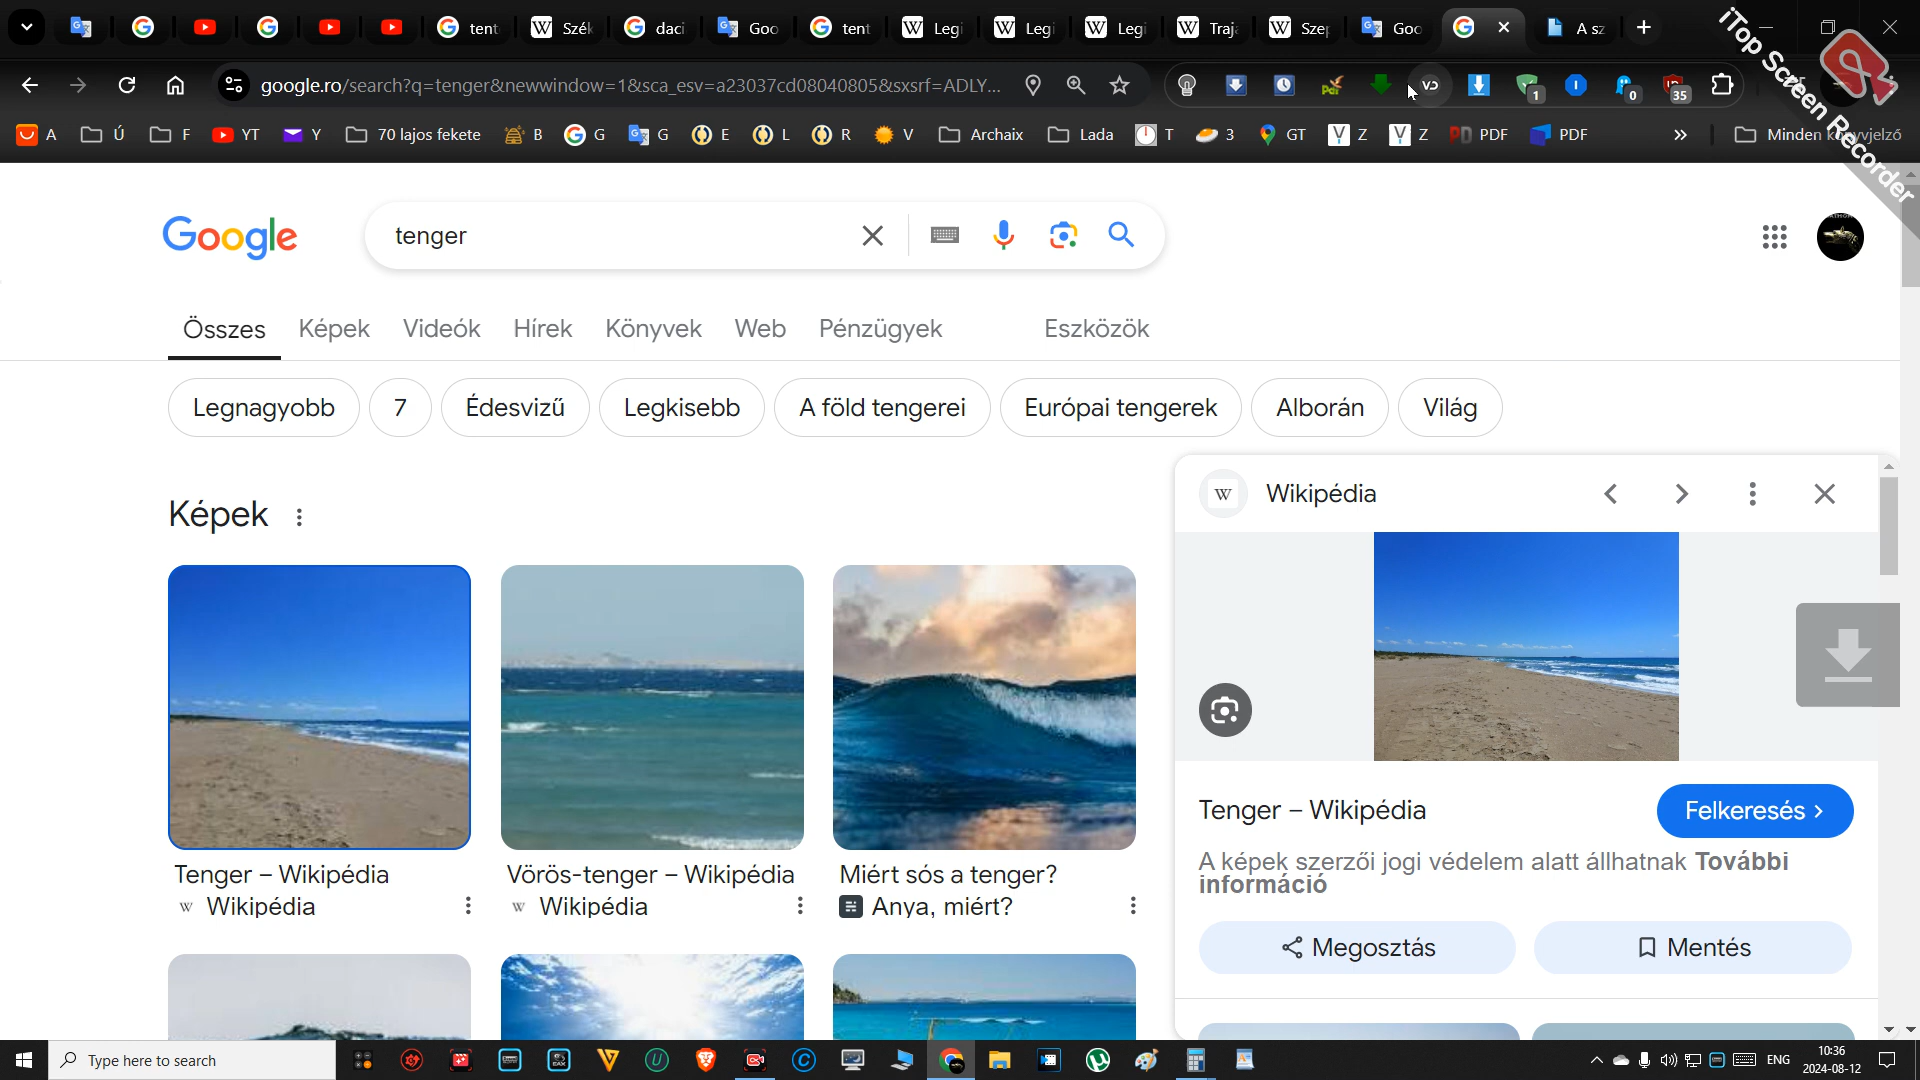 tent
Szék
daci
Goo
tent
Legi
Legi
Legi
Traja
Szep
Goo
A sz
google.ro/search?q=tenger&newwindow=1&sca_esv=a23037cd08040805&sxsrf=ADLY...
1
0
35
A
Ú
F
YT
Y
70 lajos fekete
B
G
G
E
L
R
V
Archaix
Lada
T
3
GT
Z
Z
PDF
PDF
Minden könyvjelző
iTop Screen Recorder
Google
tenger
Összes
Képek
Videók
Hírek
Könyvek
Web
Pénzügyek
Eszközök
Legnagyobb
7
Édesvizű
Legkisebb
A föld tengerei
Európai tengerek
Alborán
Világ
Képek
Wikipédia
Tenger – Wikipédia
Wikipédia
Vörös-tenger – Wikipédia
Wikipédia
Miért sós a tenger?
Anya, miért?
Tenger – Wikipédia
Felkeresés
A képek szerzői jogi védelem alatt állhatnak További
információ
Megosztás
Mentés
Type here to search
ENG
10:36
2024-08-12